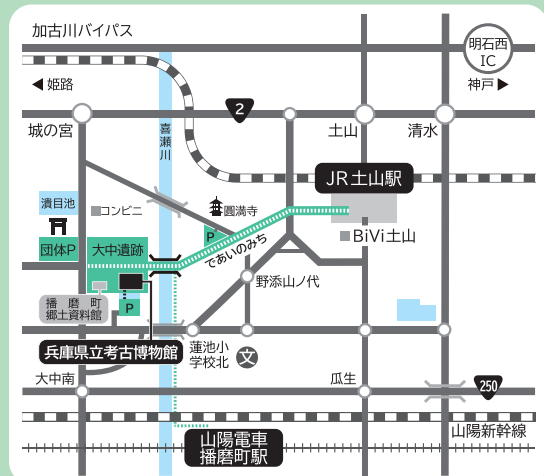 加古川バイパス
明石西
IC
姫路
神戸
2
城の宮
喜瀬川
土山
清水
JR土山駅
濆目池
コンビニ
圓満寺
P
BiVi土山
団体P
大中遺跡
であいのみち
野添山ノ代
播磨町
郷土資料館
P
兵庫県立考古博物館
蓮池小
学校北
文
大中南
瓜生
250
山陽新幹線
山陽電車
播磨町駅